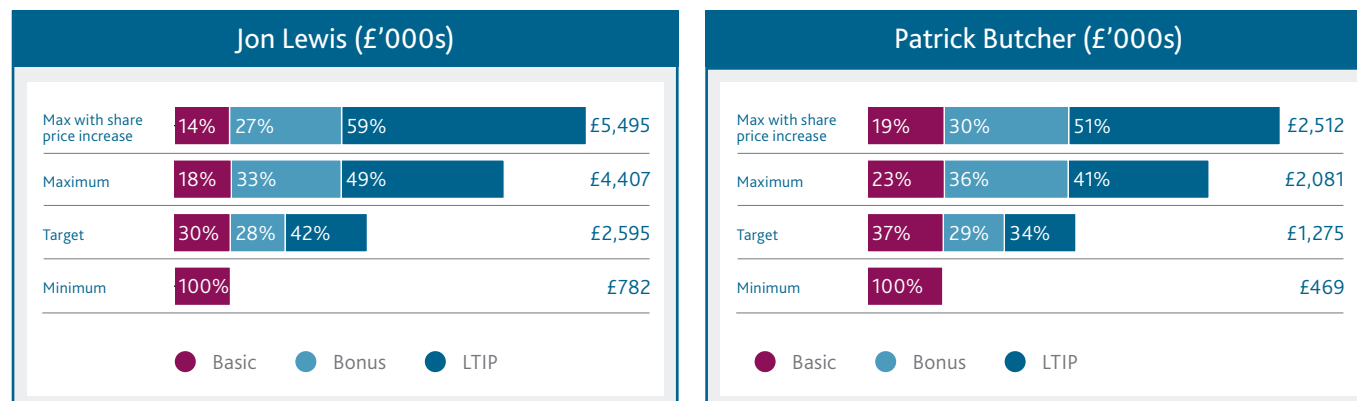 Jon Lewis (£’000s)
Max with share
price increase
14% 27% 59% £5,495
Maximum 18% 33% 49% £4,407
Target 30% 28% 42% £2,595
Minimum 100% £782
Basic Bonus LTIP
Patrick Butcher (£’000s)
Max with share
price increase
19% 30% 51% £2,512
Maximum 23% 36% 41% £2,081
Target 37% 29% 34% £1,275
Minimum 100% £469
Basic Bonus LTIP